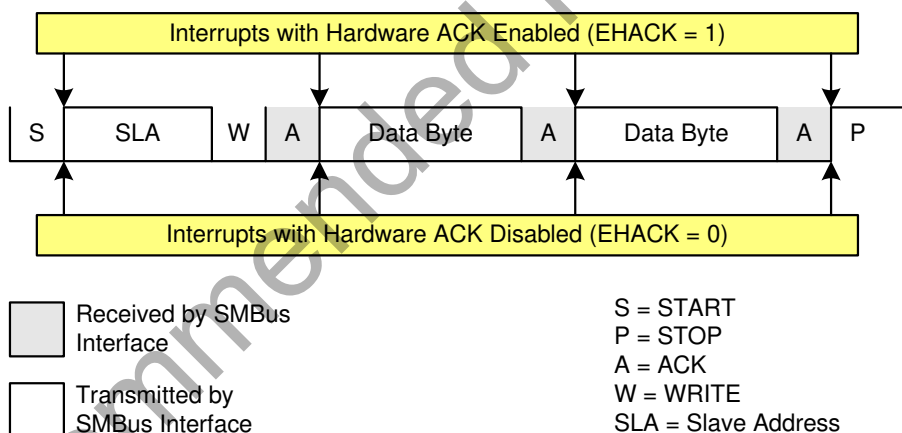 Interrupts with Hardware ACK Enabled (EHACK = 1)
S SLA W A Data Byte A Data Byte A P
Interrupts with Hardware ACK Disabled (EHACK = 0)
Received by SMBus
Interface
Transmitted by
SMBus Interface
S = START
P = STOP
A = ACK
W = WRITE
SLA = Slave Address